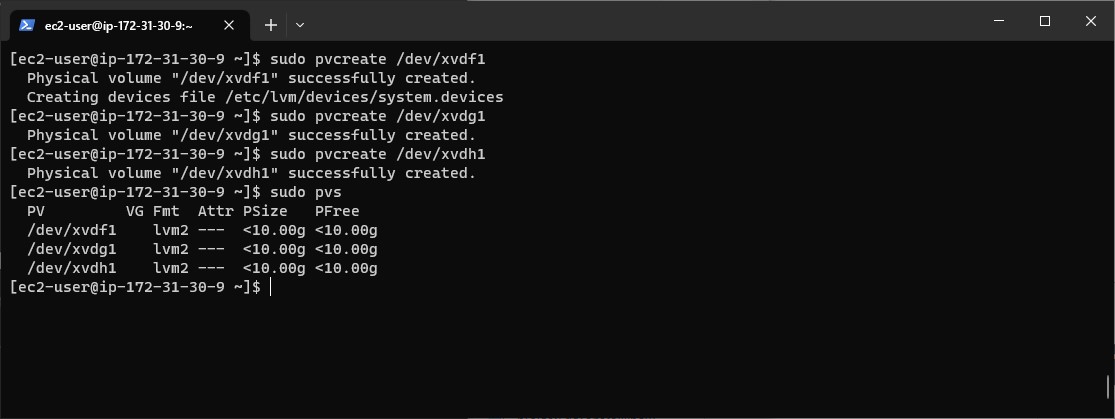 ec2-user@ip-172-31-30-9:~
[ec2-user@ip-172-31-30-9 ~]$ sudo pvcreate /dev/xvdf1
  Physical volume "/dev/xvdf1" successfully created.
  Creating devices file /etc/lvm/devices/system.devices
[ec2-user@ip-172-31-30-9 ~]$ sudo pvcreate /dev/xvdg1
  Physical volume "/dev/xvdg1" successfully created.
[ec2-user@ip-172-31-30-9 ~]$ sudo pvcreate /dev/xvdh1
  Physical volume "/dev/xvdh1" successfully created.
[ec2-user@ip-172-31-30-9 ~]$ sudo pvs
  PV         VG Fmt  Attr PSize   PFree
  /dev/xvdf1    lvm2 ---  <10.00g <10.00g
  /dev/xvdg1    lvm2 ---  <10.00g <10.00g
  /dev/xvdh1    lvm2 ---  <10.00g <10.00g
[ec2-user@ip-172-31-30-9 ~]$